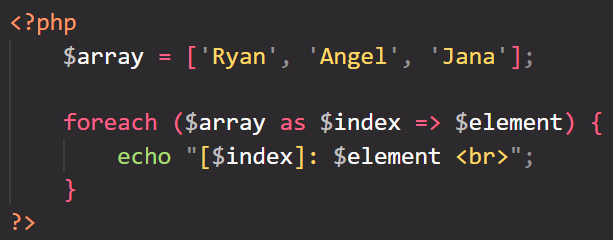 <?php
$array = ['Ryan', 'Angel', 'Jana'];
foreach ($array as $index => $element) {
echo "[$index]: $element <br>";
}
?>